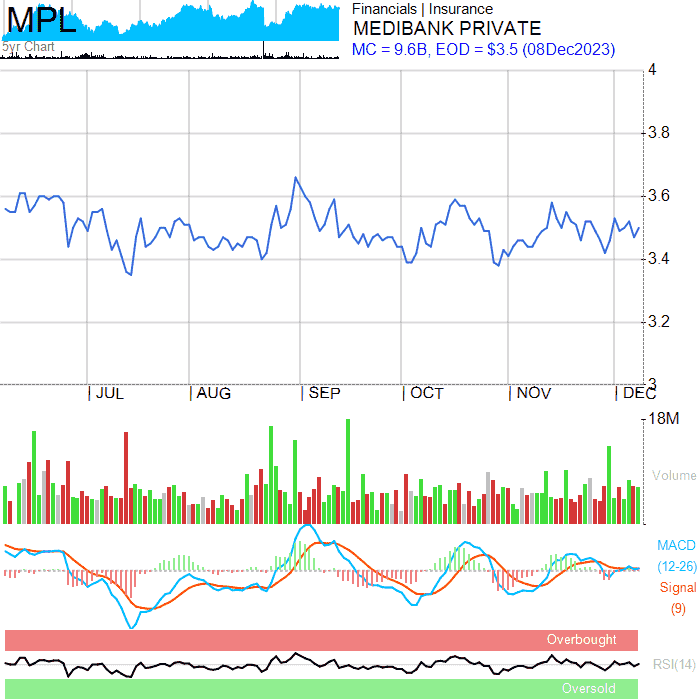 MPL
5yr Chart
Financials | Insurance
MEDIBANK PRIVATE
MC = 9.6B, EOD = $3.5 (08Dec2023)
4
3.8
3.6
3.4
3.2
3
JUL AUG SEP OCT NOV DEC
18M
Volume
MACD
(12-26)
Signal
(9)
Overbought
RSI(14)
Oversold